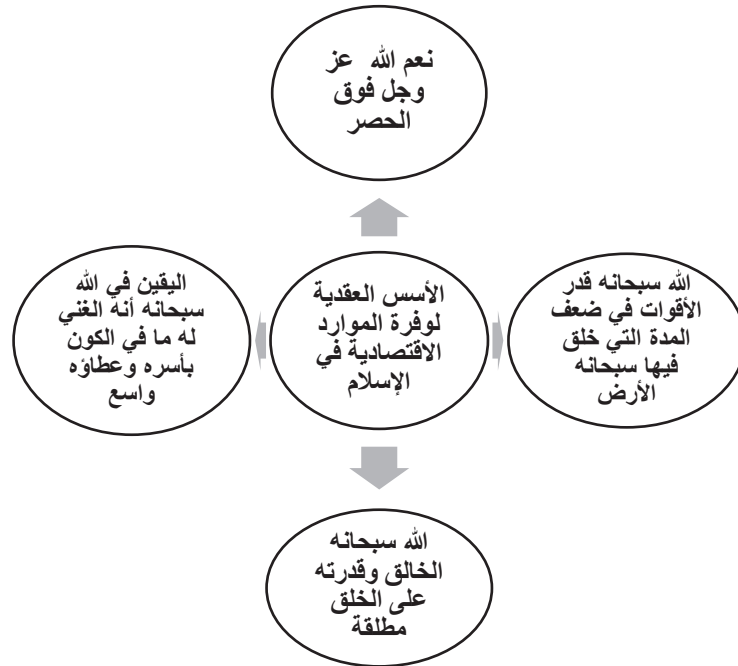 نعم الله عز
وجل فوق
الحصر
الله سبحانه قدر
الأقوات في ضعف
المدة التي خلق
فيها سبحانه
الأرض
الأسس العقدية
لوفرة الموارد
الاقتصادية في
الإسلام
اليقين في الله
سبحانه أنه الغني
له ما في الكون
بأسره وعطاؤه
واسع
الله سبحانه
الخالق وقدرته
على الخلق
مطلقة